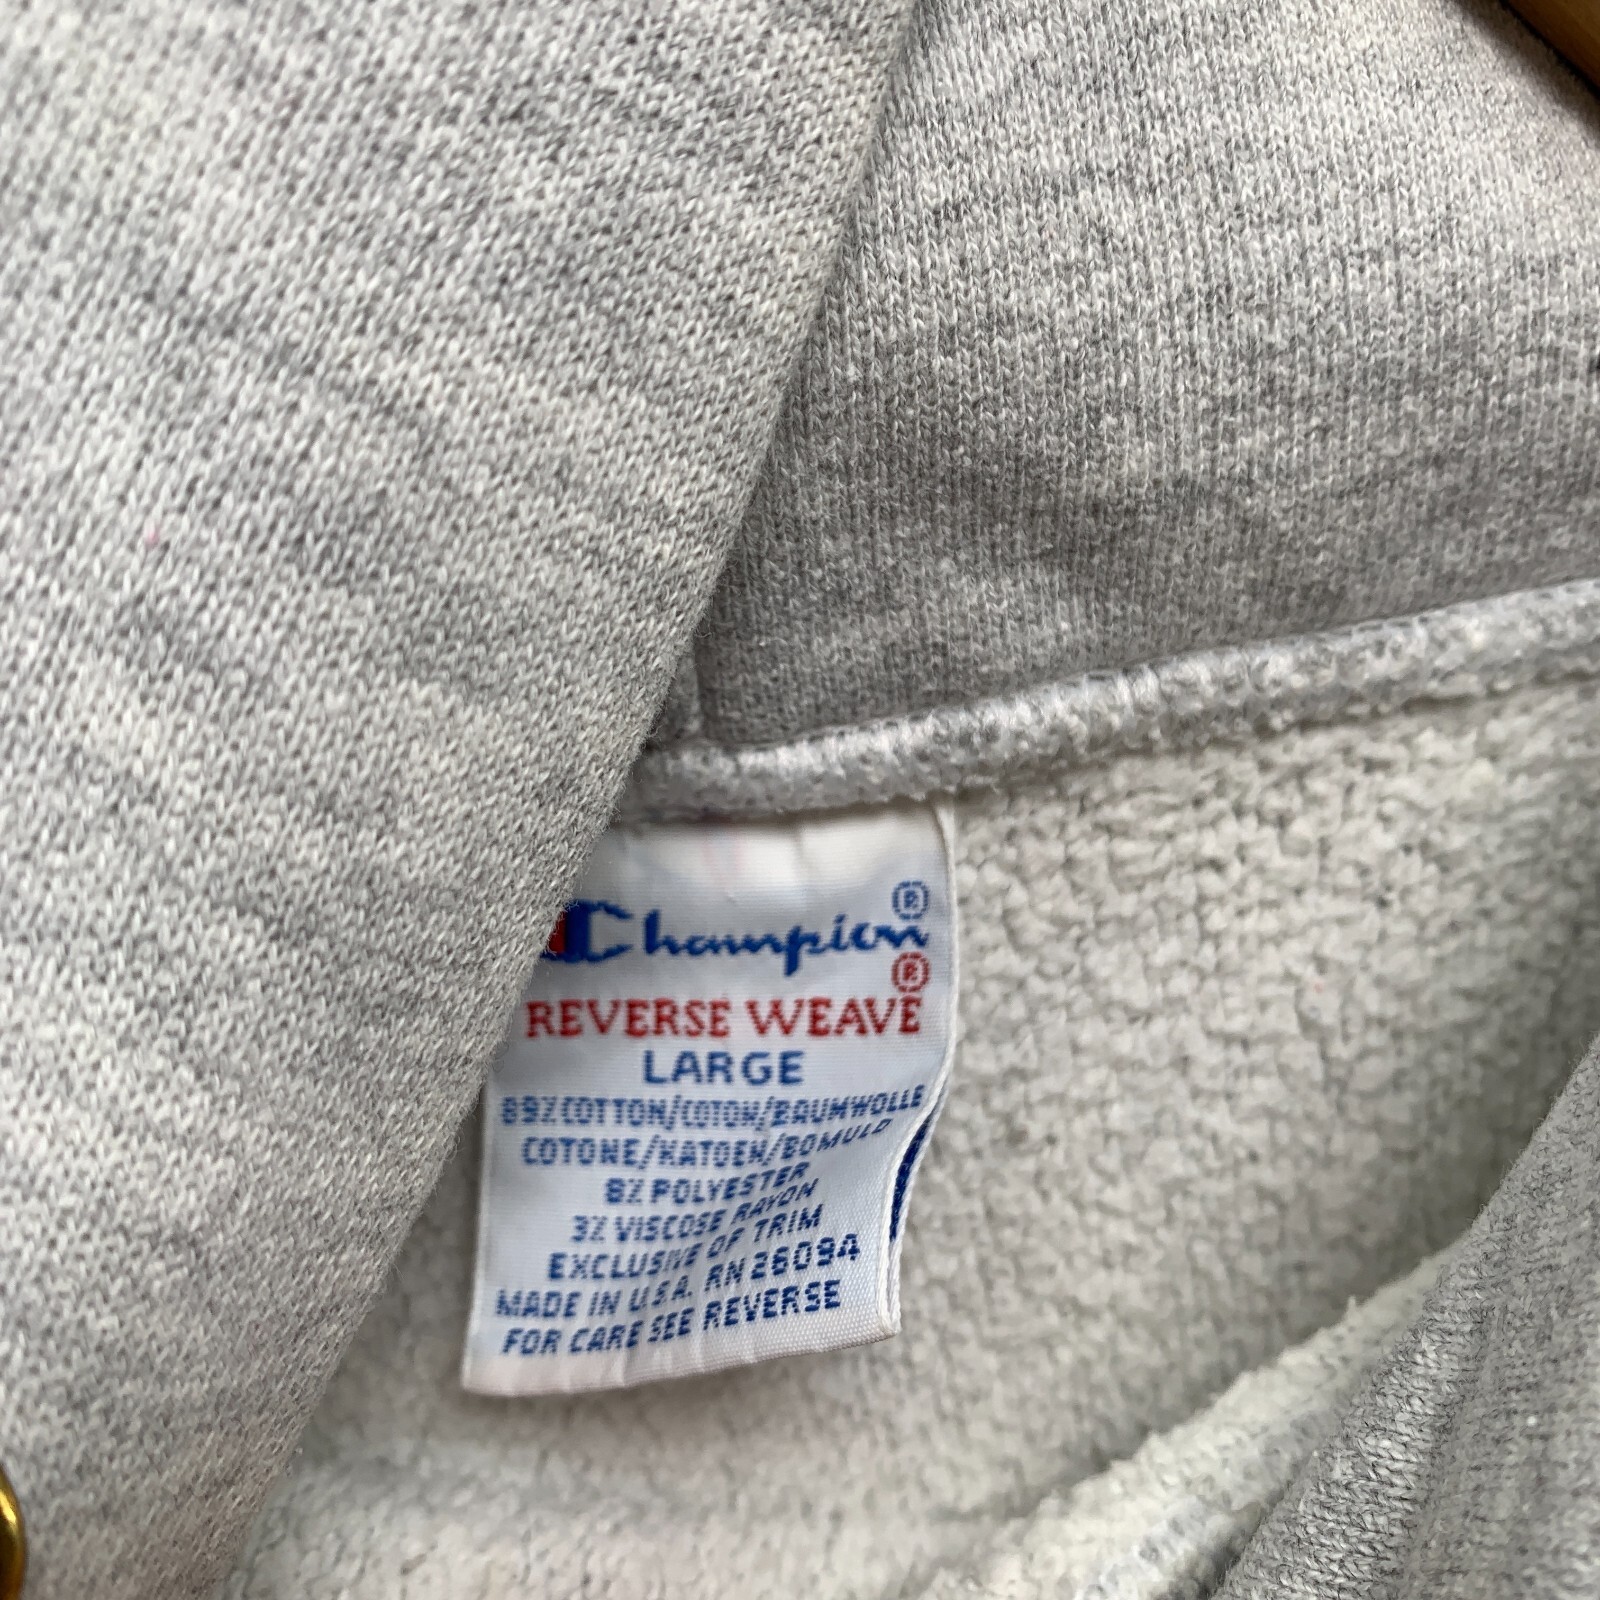 Champion®
REVERSE WEAVE®
LARGE
89% COTTON/COTON/BAUMWOLLE
COTONE/KATOEN/BOMULD
8% POLYESTER
3% VISCOSE RAYON
EXCLUSIVE OF TRIM
MADE IN U.S.A. RN 26094
FOR CARE SEE REVERSE